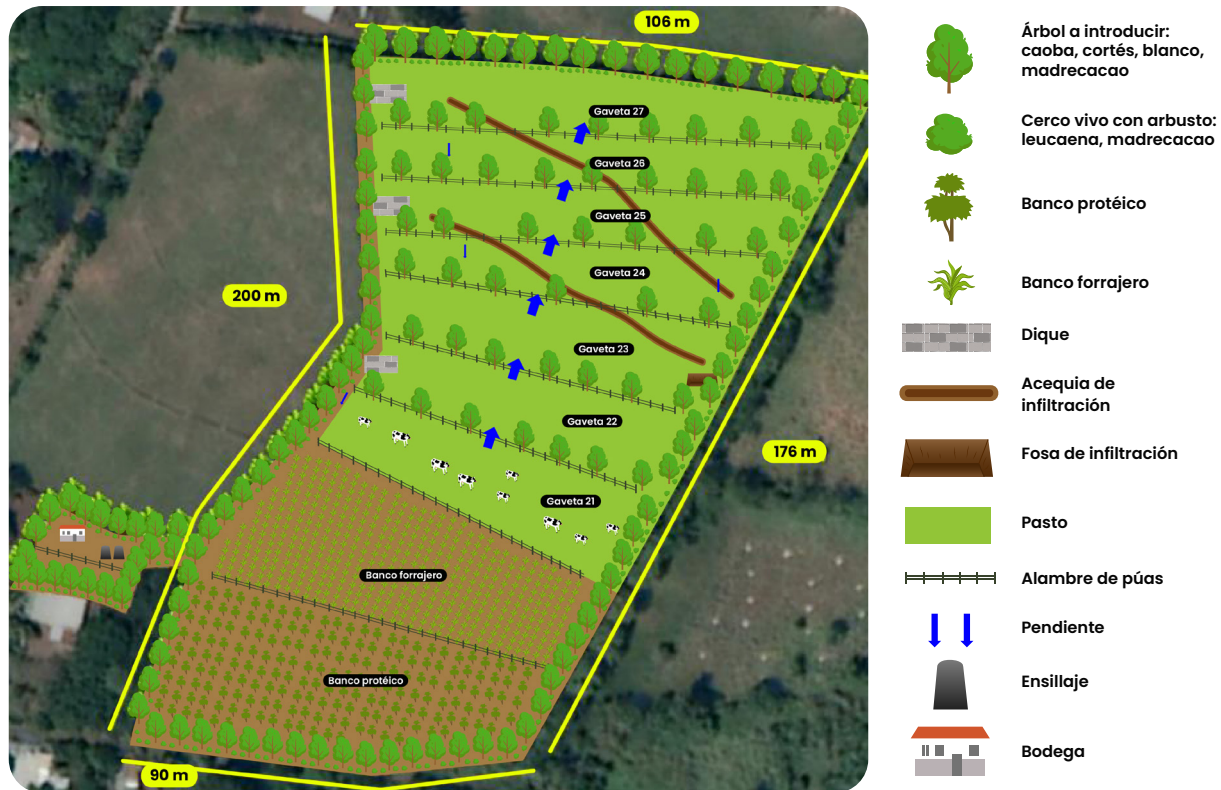 106 m
Gaveta 27
Gaveta 26
Gaveta 25
Gaveta 24
200 m
Gaveta 23
Gaveta 22
176 m
Gaveta 21
Banco forrajero
Banco protéico
90 m
Árbol a introducir:
caoba, cortés, blanco,
madrecacao
Cerco vivo con arbusto:
leucaena, madrecacao
Banco protéico
Banco forrajero
Dique
Acequia de
infiltración
Fosa de infiltración
Pasto
Alambre de púas
Pendiente
Ensillaje
Bodega